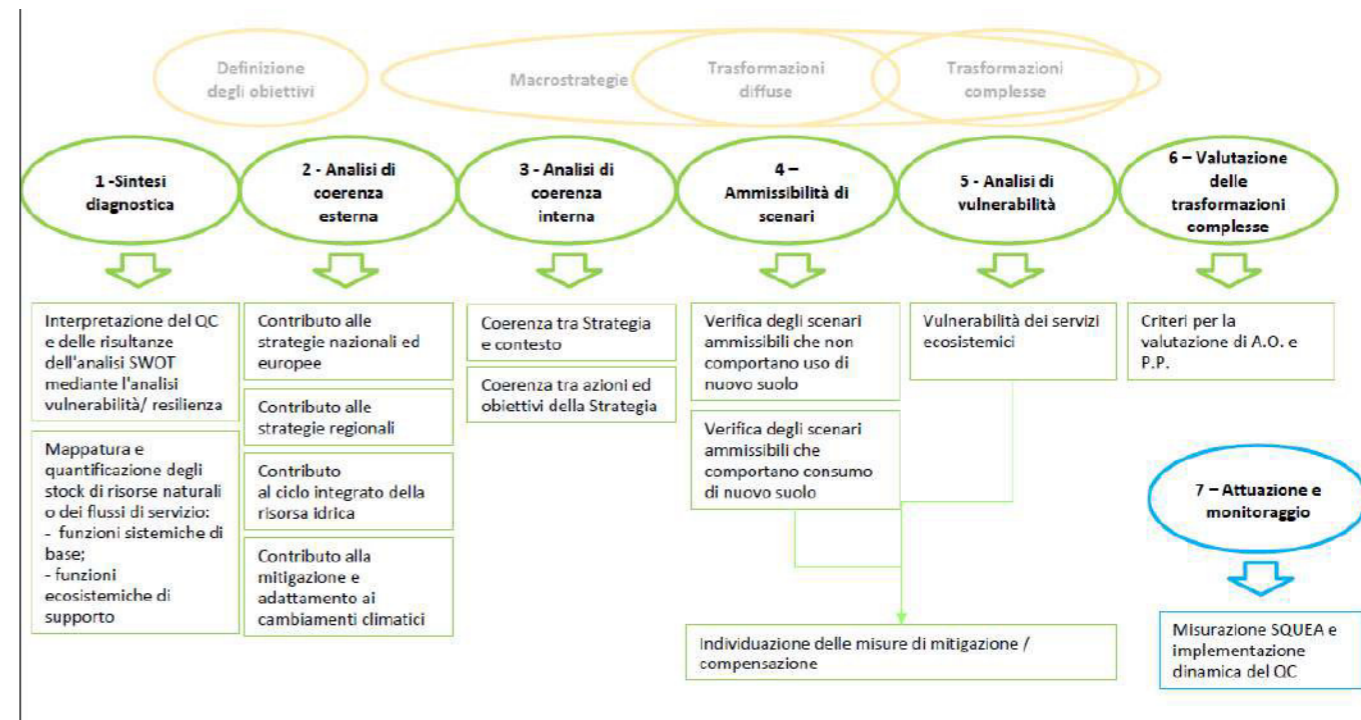 Definizione
degli obiettivi
Macrostrategie
Trasformazioni
diffuse
Trasformazioni
complesse
1 -Sintesi
diagnostica
2 - Analisi di
coerenza
esterna
3 - Analisi di
coerenza
interna
4 –
Ammissibilità di
scenari
5 - Analisi di
vulnerabilità
6 – Valutazione
delle
trasformazioni
complesse
Interpretazione del QC
e delle risultanze
dell'analisi SWOT
mediante l'analisi
vulnerabilità/ resilienza
Mappatura e
quantificazione degli
stock di risorse naturali
o dei flussi di servizio:
- funzioni sistemiche di
base;
- funzioni
ecosistemiche di
supporto
Contributo alle
strategie nazionali ed
europee
Contributo alle
strategie regionali
Contributo
al ciclo integrato della
risorsa idrica
Contributo alla
mitigazione e
adattamento ai
cambiamenti climatici
Coerenza tra Strategia
e contesto
Coerenza tra azioni ed
obiettivi della Strategia
Verifica degli scenari
ammissibili che non
comportano uso di
nuovo suolo
Verifica degli scenari
ammissibili che
comportano consumo
di nuovo suolo
Vulnerabilità dei servizi
ecosistemici
Criteri per la
valutazione di A.O. e
P.P.
7 – Attuazione e
monitoraggio
Individuazione delle misure di mitigazione /
compensazione
Misurazione SQUEA e
implementazione
dinamica del QC